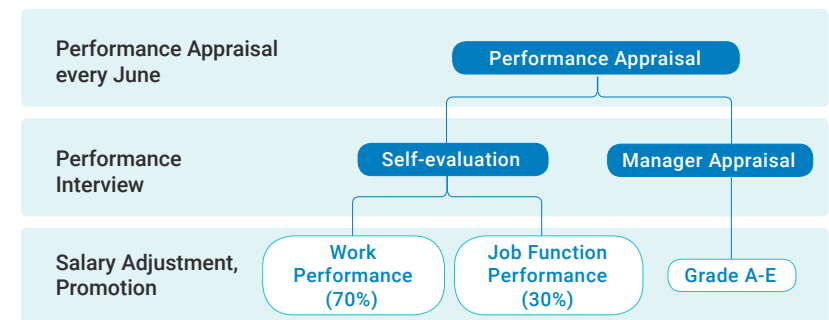 Performance Appraisal
every June
Performance Appraisal
Performance
Interview
Self-evaluation
Manager Appraisal
Salary Adjustment,
Promotion
Work
Performance
(70%)
Job Function
Performance
(30%)
Grade A-E